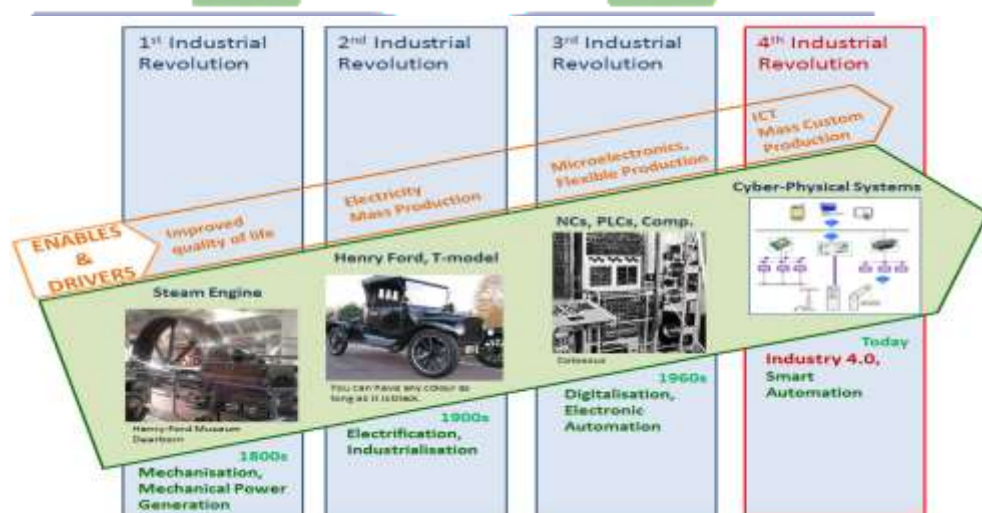 1st Industrial
Revolution
2nd Industrial
Revolution
3rd Industrial
Revolution
4th Industrial
Revolution
ENABLES
&
DRIVERS
Improved
quality of life
Electricity
Mass Production
Microelectronics,
Flexible Production
ICT
Mass Custom
Production
Steam Engine
Henry Ford, T-model
NCs, PLCs, Comp.
Cyber-Physical Systems
Henry-Ford Museum
Dearborn
You can have any colour as
long as it is black.
Colossus
1800s
Mechanisation,
Mechanical Power
Generation
1900s
Electrification,
Industrialisation
1960s
Digitalisation,
Electronic
Automation
Today
Industry 4.0,
Smart
Automation